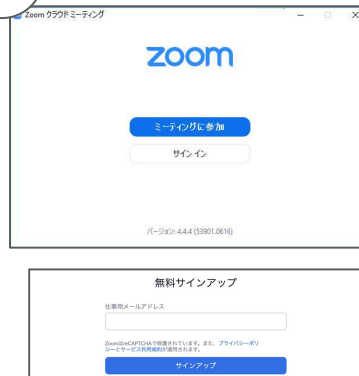 Zoom クラウドミーティング
zoom
ミーティングに参加
サインイン
バージョン: 4.4.4 (53901.0616)
無料サインアップ
仕事用メールアドレス
ZoomはreCAPTCHAで保護されています。また、プライバシーポリ
シーとサービス利用規約が適用されます。
サインアップ